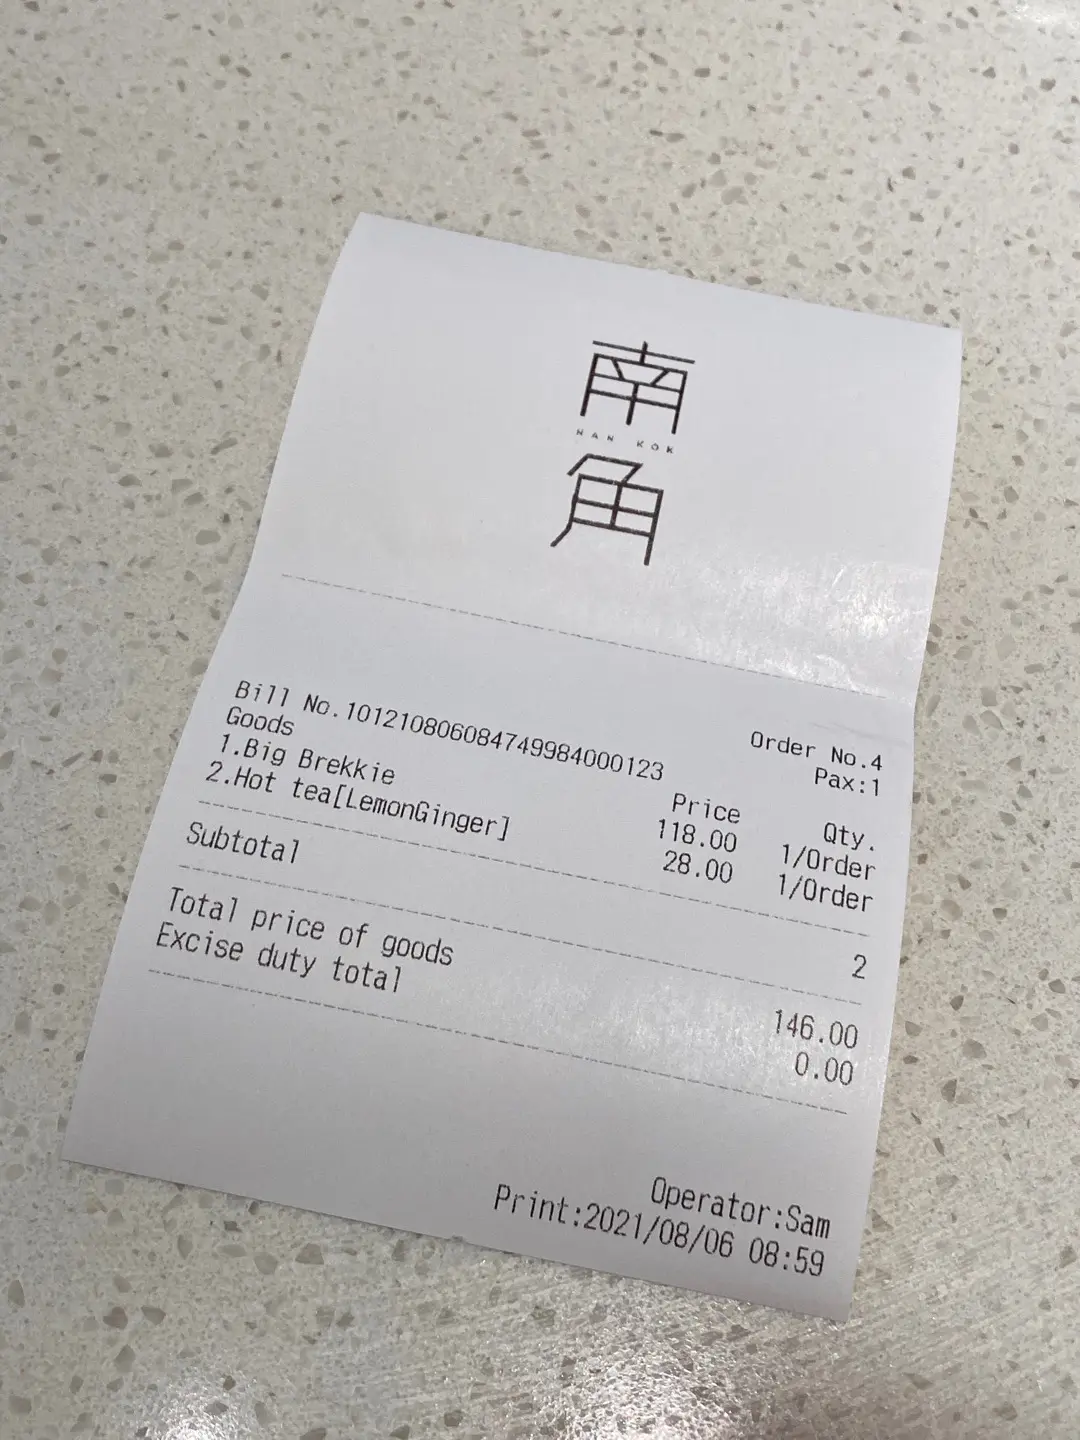 南
NAN KOK
角
Order No.4
Bill No.101210806084749984000123 Pax:1
Goods Price Qty.
1.Big Brekkie 118.00 1/Order
2.Hot tea[LemonGinger] 28.00 1/Order
Subtotal 2
Total price of goods 146.00
Excise duty total 0.00
Operator:Sam
Print:2021/08/06 08:59